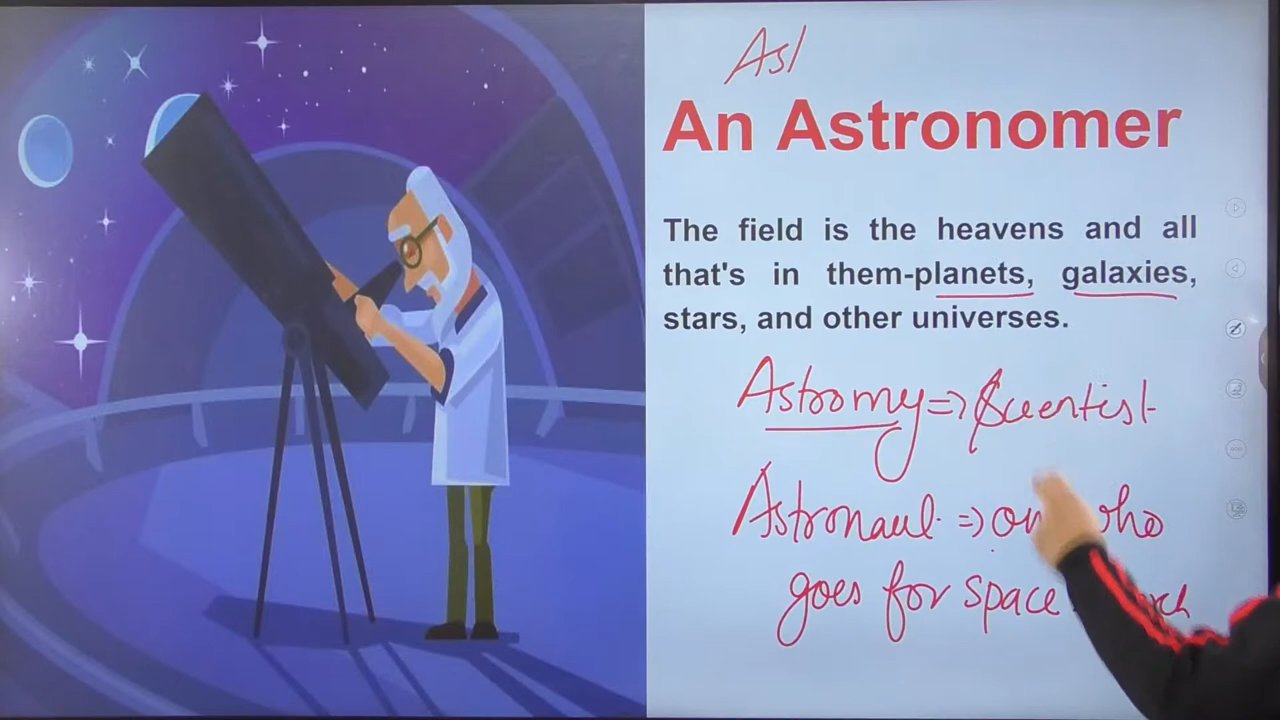 Asl
An Astronomer
The field is the heavens and all
that's in them-planets, galaxies,
stars, and other universes.
Astromy => Scientist
Astronaut => who
goes for space